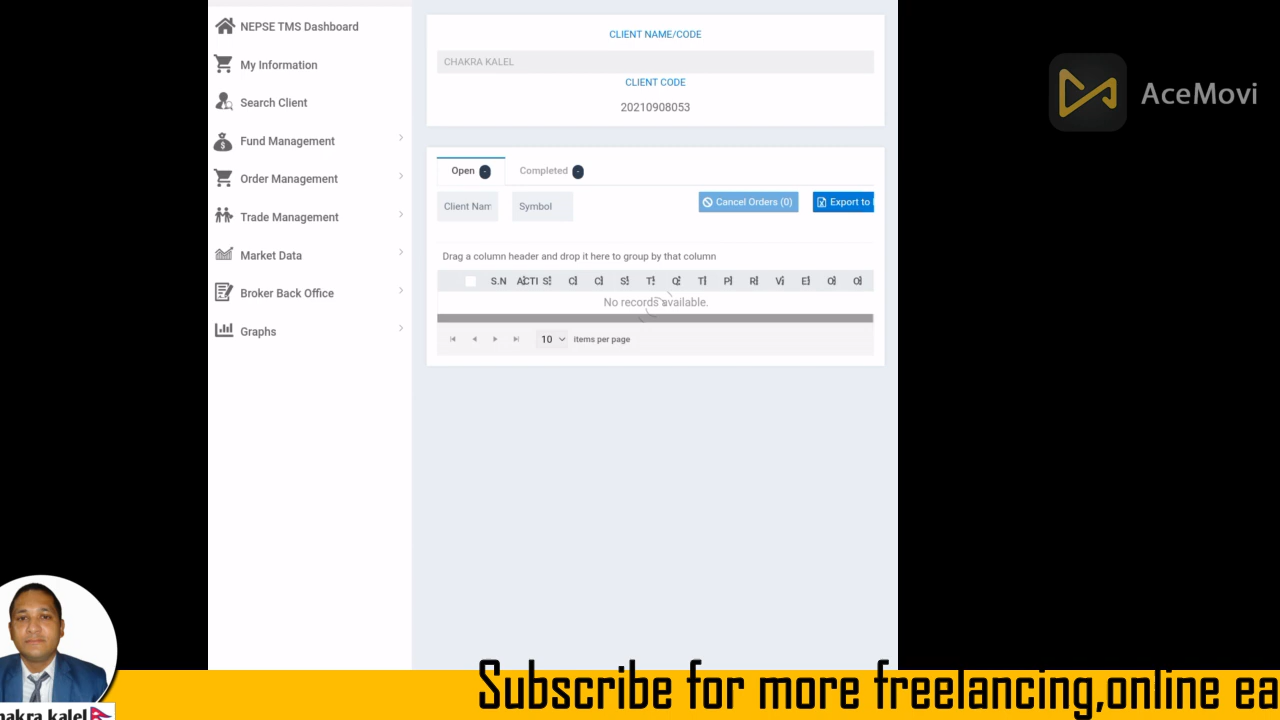 NEPSE TMS Dashboard
My Information
Search Client
Fund Management
Order Management
Trade Management
Market Data
Broker Back Office
Graphs
CLIENT NAME/CODE
CHAKRA KALEL
CLIENT CODE
20210908053
Open -
Completed -
Client Nam
Symbol
Cancel Orders (0)
Export to
Drag a column header and drop it here to group by that column
S.N ACTI S C C S T Q T P R V E O O
No records available.
10 items per page
AceMovi
hakra kalel
Subscribe for more freelancing,online ea